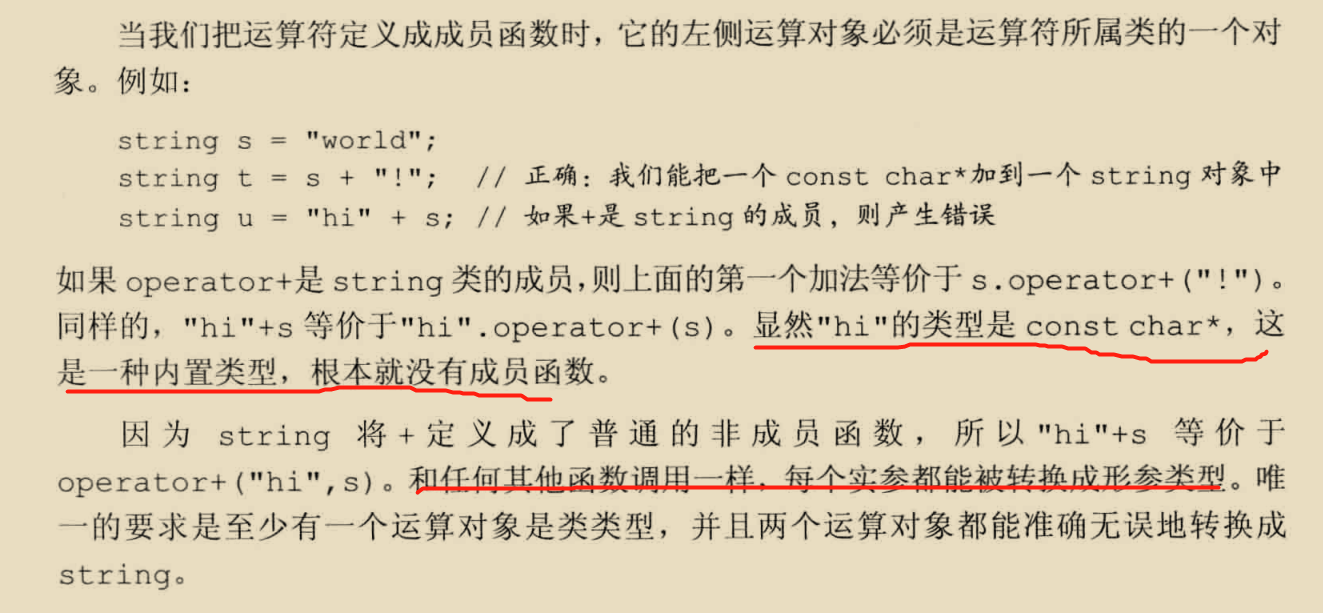 当我们把运算符定义成成员函数时，它的左侧运算对象必须是运算符所属类的一个对
象。例如：
string s = "world";
string t = s + "!"; // 正确：我们能把一个 const char*加到一个 string 对象中
string u = "hi" + s; // 如果+是 string 的成员，则产生错误
如果 operator+是 string 类的成员,则上面的第一个加法等价于 s.operator+("!")。
同样的，"hi"+s 等价于"hi".operator+(s)。显然"hi"的类型是 const char*，这
是一种内置类型，根本就没有成员函数。
因为 string 将+定义成了普通的非成员函数，所以"hi"+s 等价于
operator+("hi",s)。和任何其他函数调用一样，每个实参都能被转换成形参类型。唯
一的要求是至少有一个运算对象是类类型，并且两个运算对象都能准确无误地转换成
string。